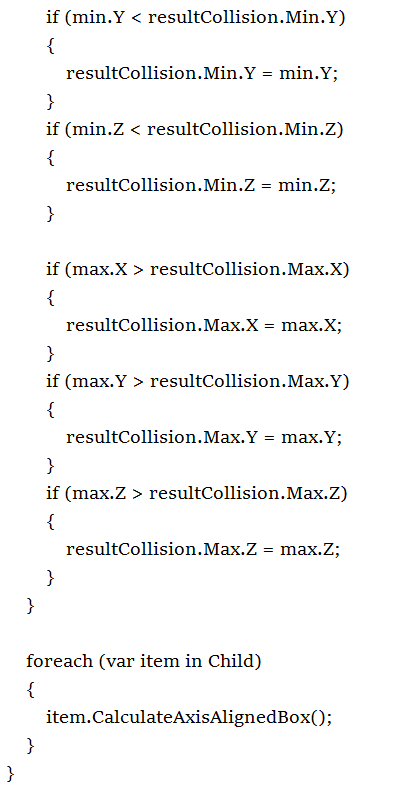 if (min.Y < resultCollision.Min.Y)
{
resultCollision.Min.Y = min.Y;
}
if (min.Z < resultCollision.Min.Z)
{
resultCollision.Min.Z = min.Z;
}
if (max.X > resultCollision.Max.X)
{
resultCollision.Max.X = max.X;
}
if (max.Y > resultCollision.Max.Y)
{
resultCollision.Max.Y = max.Y;
}
if (max.Z > resultCollision.Max.Z)
{
resultCollision.Max.Z = max.Z;
}
}
foreach (var item in Child)
{
item.CalculateAxisAlignedBox();
}
}